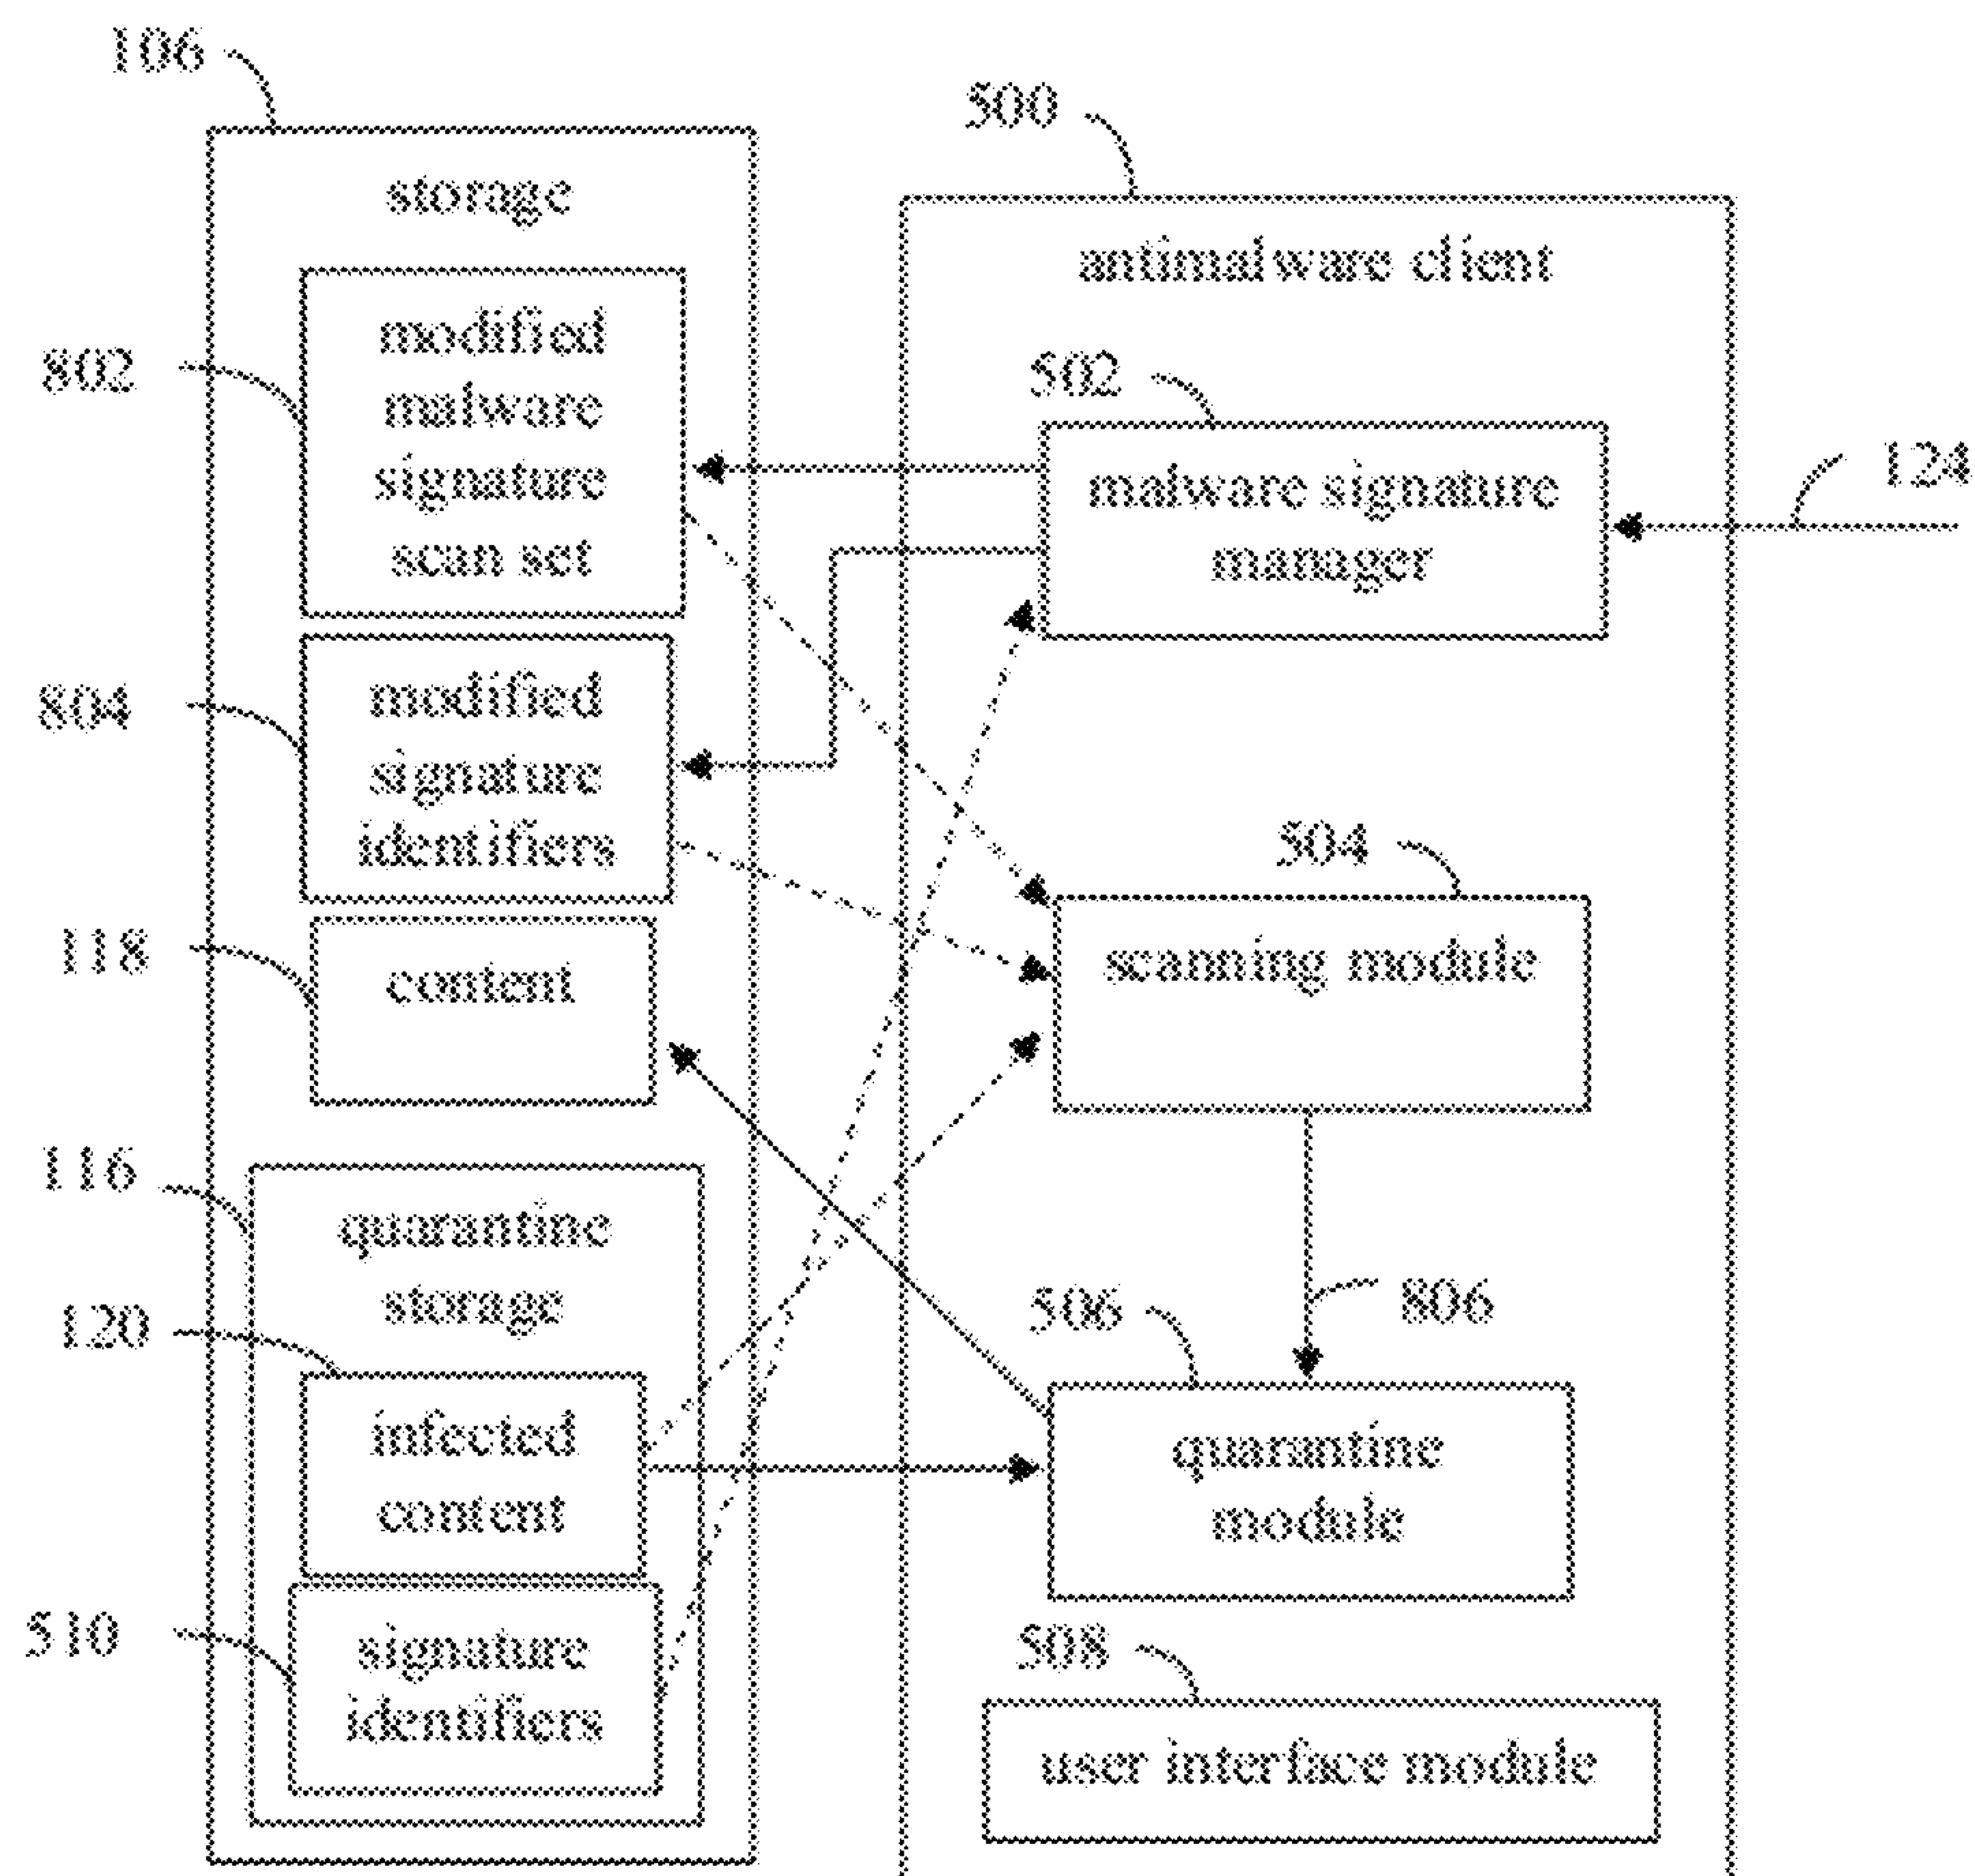 106
storage
802
modified
malware
signature
scan set
804
modified
signature
identifiers
118
content
116
quarantine
storage
120
infected
content
510
signature
identifiers
500
antimalware client
502
malware signature
manager
124
504
scanning module
806
506
quarantine
module
508
user interface module